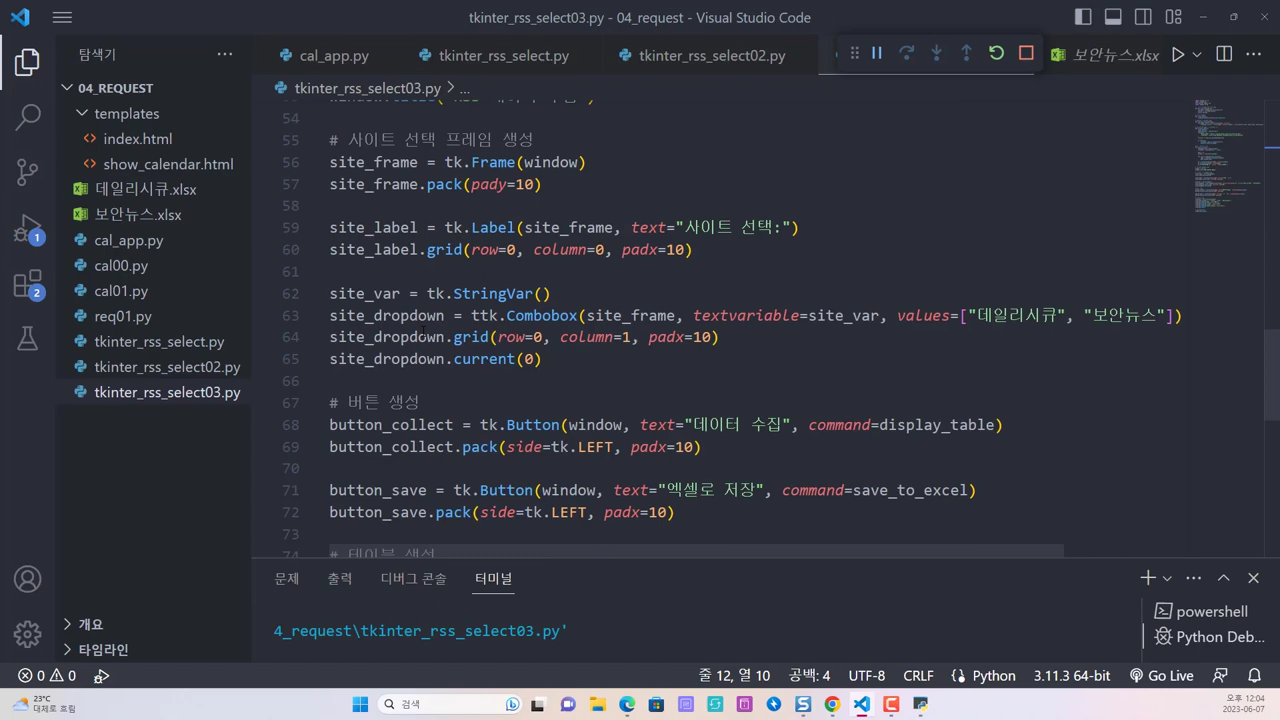 tkinter_rss_select03.py - 04_request - Visual Studio Code
탐색기
cal_app.py
tkinter_rss_select.py
tkinter_rss_select02.py
보안뉴스.xlsx
04_REQUEST
tkinter_rss_select03.py > ...
templates
index.html
show_calendar.html
데일리시큐.xlsx
보안뉴스.xlsx
cal_app.py
cal00.py
cal01.py
req01.py
tkinter_rss_select.py
tkinter_rss_select02.py
tkinter_rss_select03.py
개요
타임라인
1
2
54
55 # 사이트 선택 프레임 생성
56 site_frame = tk.Frame(window)
57 site_frame.pack(pady=10)
58
59 site_label = tk.Label(site_frame, text="사이트 선택:")
60 site_label.grid(row=0, column=0, padx=10)
61
62 site_var = tk.StringVar()
63 site_dropdown = ttk.Combobox(site_frame, textvariable=site_var, values=["데일리시큐", "보안뉴스"])
64 site_dropdown.grid(row=0, column=1, padx=10)
65 site_dropdown.current(0)
66
67 # 버튼 생성
68 button_collect = tk.Button(window, text="데이터 수집", command=display_table)
69 button_collect.pack(side=tk.LEFT, padx=10)
70
71 button_save = tk.Button(window, text="엑셀로 저장", command=save_to_excel)
72 button_save.pack(side=tk.LEFT, padx=10)
73
74 # 테이블 생성
문제 출력 디버그 콘솔 터미널
4_request\tkinter_rss_select03.py'
powershell
Python Deb...
0 0
줄 12, 열 10 공백: 4 UTF-8 CRLF Python 3.11.3 64-bit Go Live
23°C
대체로 흐림
검색
오후 12:04
2023-06-07